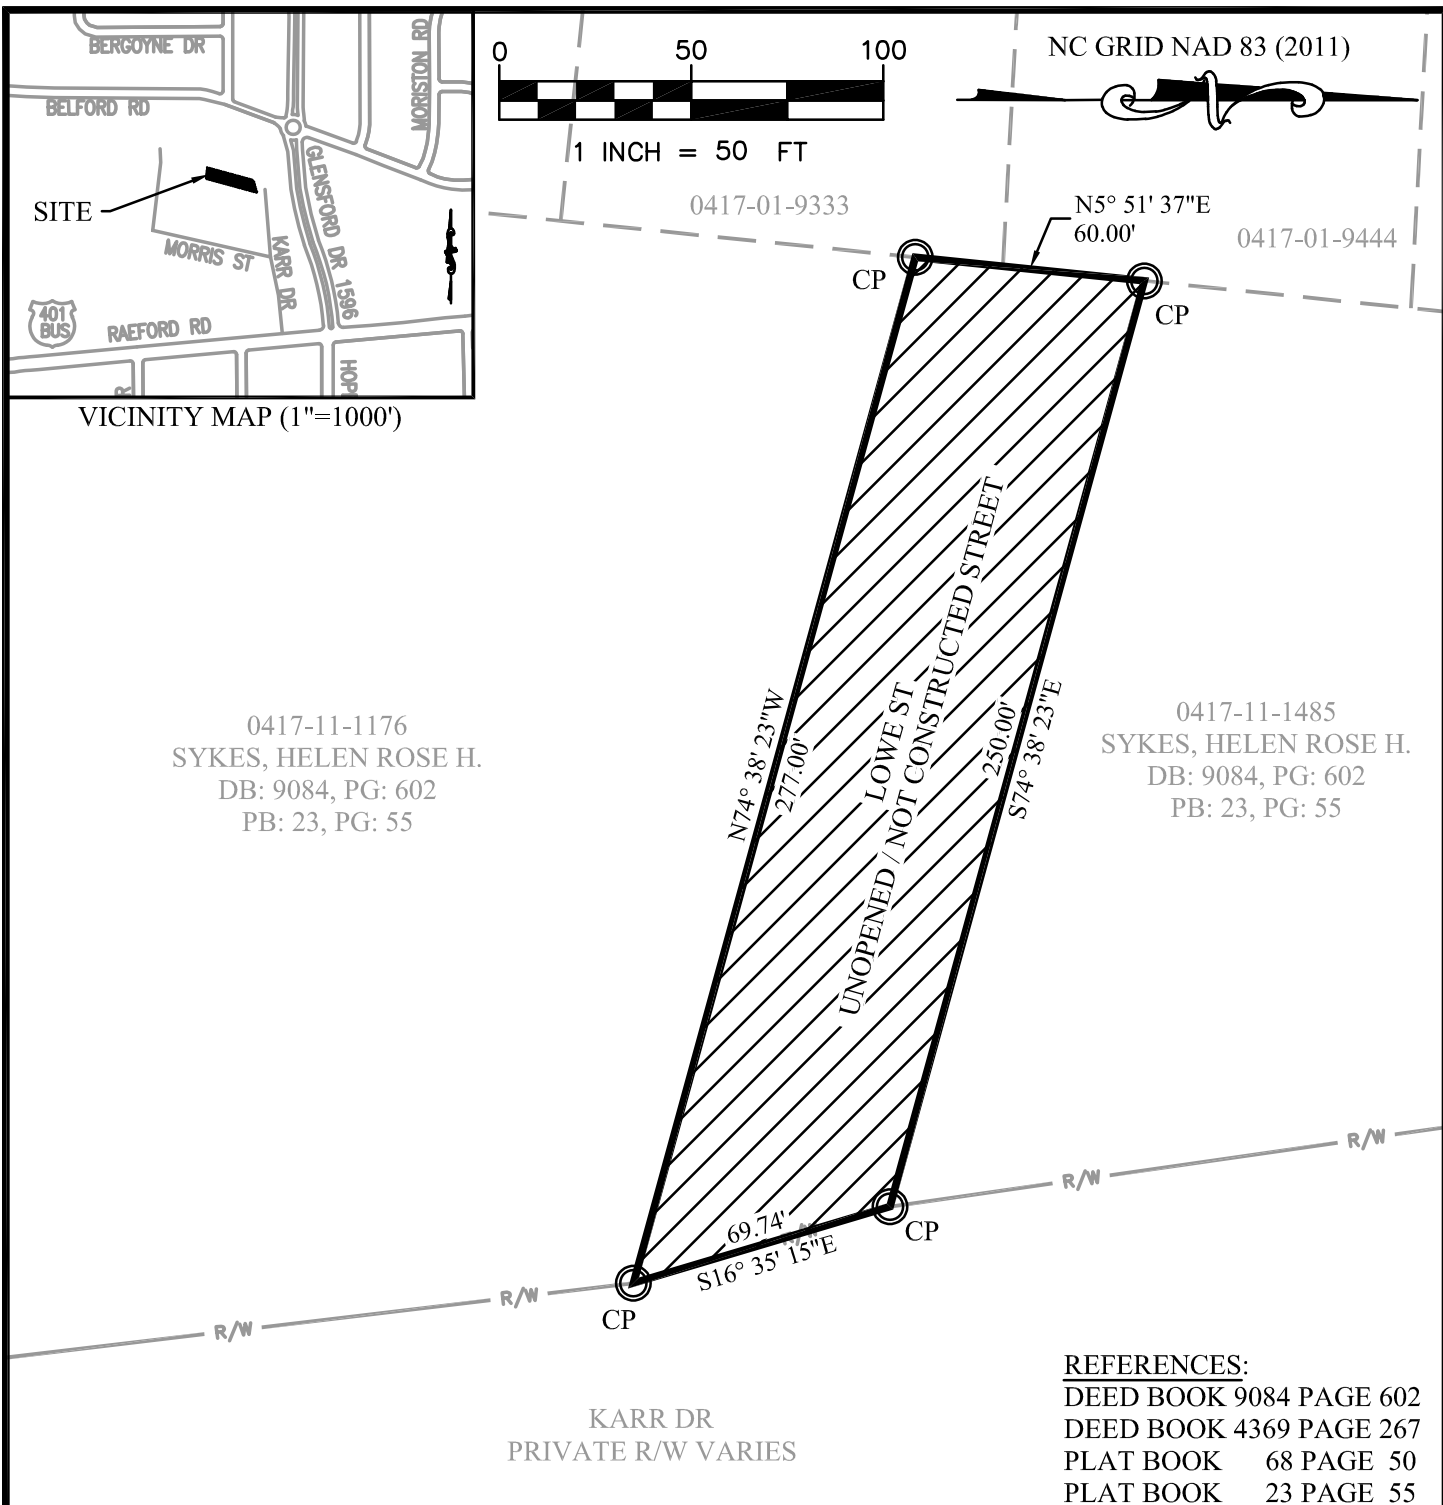 BERGOYNE DR
BELFORD RD
MORISTON RD
SITE
GLENSFORD DR 1596
MORRIS ST
KARR DR
401
BUS
RAEFORD RD
R
HOP
VICINITY MAP (1"=1000')
0 50 100
1 INCH = 50 FT
NC GRID NAD 83 (2011)
0417-01-9333
N5° 51' 37"E
60.00'
0417-01-9444
CP
CP
N74° 38' 23"W
277.00'
LOWE ST
UNOPENED / NOT CONSTRUCTED STREET
250.00'
S74° 38' 23"E
0417-11-1176
SYKES, HELEN ROSE H.
DB: 9084, PG: 602
PB: 23, PG: 55
0417-11-1485
SYKES, HELEN ROSE H.
DB: 9084, PG: 602
PB: 23, PG: 55
R/W
R/W
R/W
R/W
R/W
69.74'
S16° 35' 15"E
CP
CP
KARR DR
PRIVATE R/W VARIES
REFERENCES:
DEED BOOK 9084 PAGE 602
DEED BOOK 4369 PAGE 267
PLAT BOOK 68 PAGE 50
PLAT BOOK 23 PAGE 55